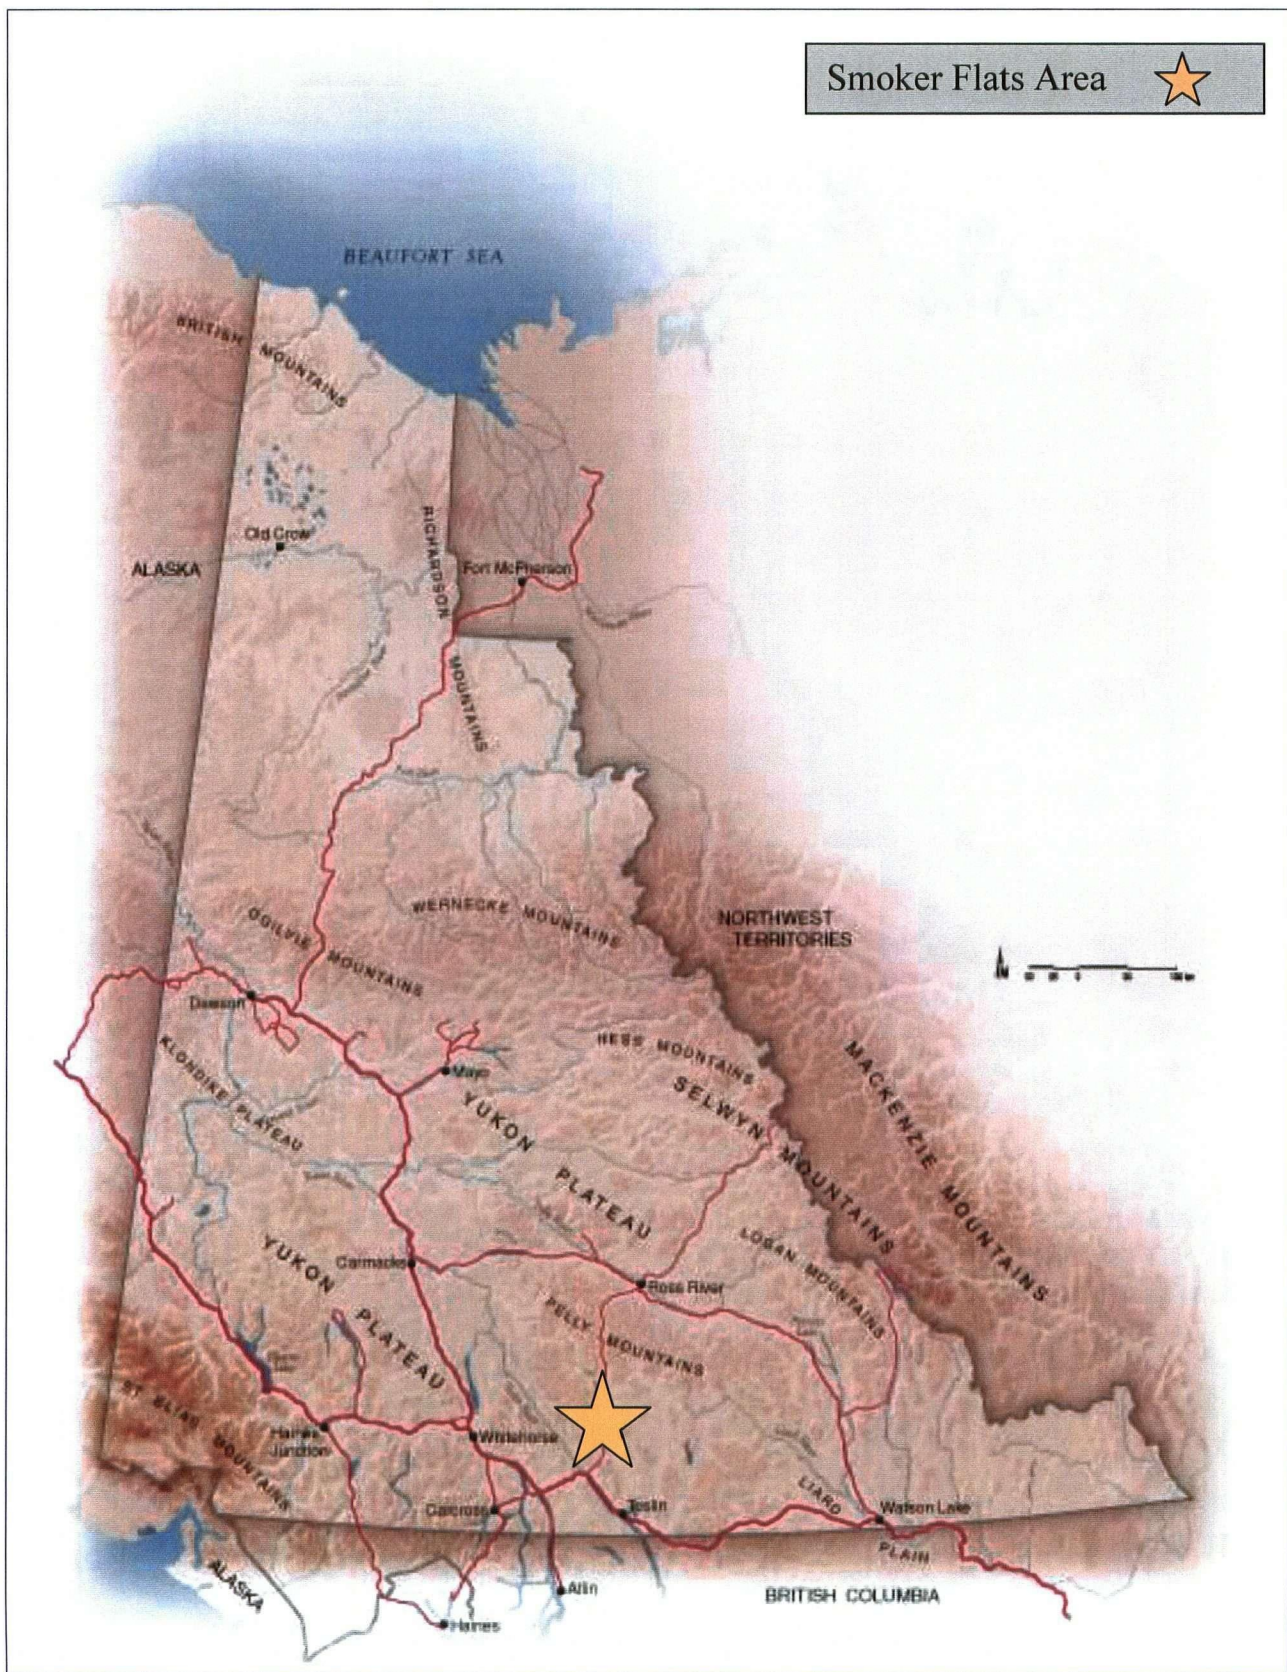 Smoker Flats Area
BEAUFORT SEA
BRITISH MOUNTAINS
Old Crow
ALASKA
RICHARDSON
Fort McPherson
MOUNTAINS
WERNECKE MOUNTAINS
OGILVIE MOUNTAINS
NORTHWEST
TERRITORIES
Dawson
HESS MOUNTAINS
KLONDIKE PLATEAU
Mayo
SELWYN MOUNTAINS
MACKENZIE MOUNTAINS
YUKON PLATEAU
YUKON PLATEAU
Carmacks
LOGAN MOUNTAINS
Ross River
PELLY MOUNTAINS
ST ELIAS MOUNTAINS
Haines
Junction
Whitehorse
Carcross
Teslin
LIARD
Watson Lake
PLAIN
ALASKA
Atlin
BRITISH COLUMBIA
Haines